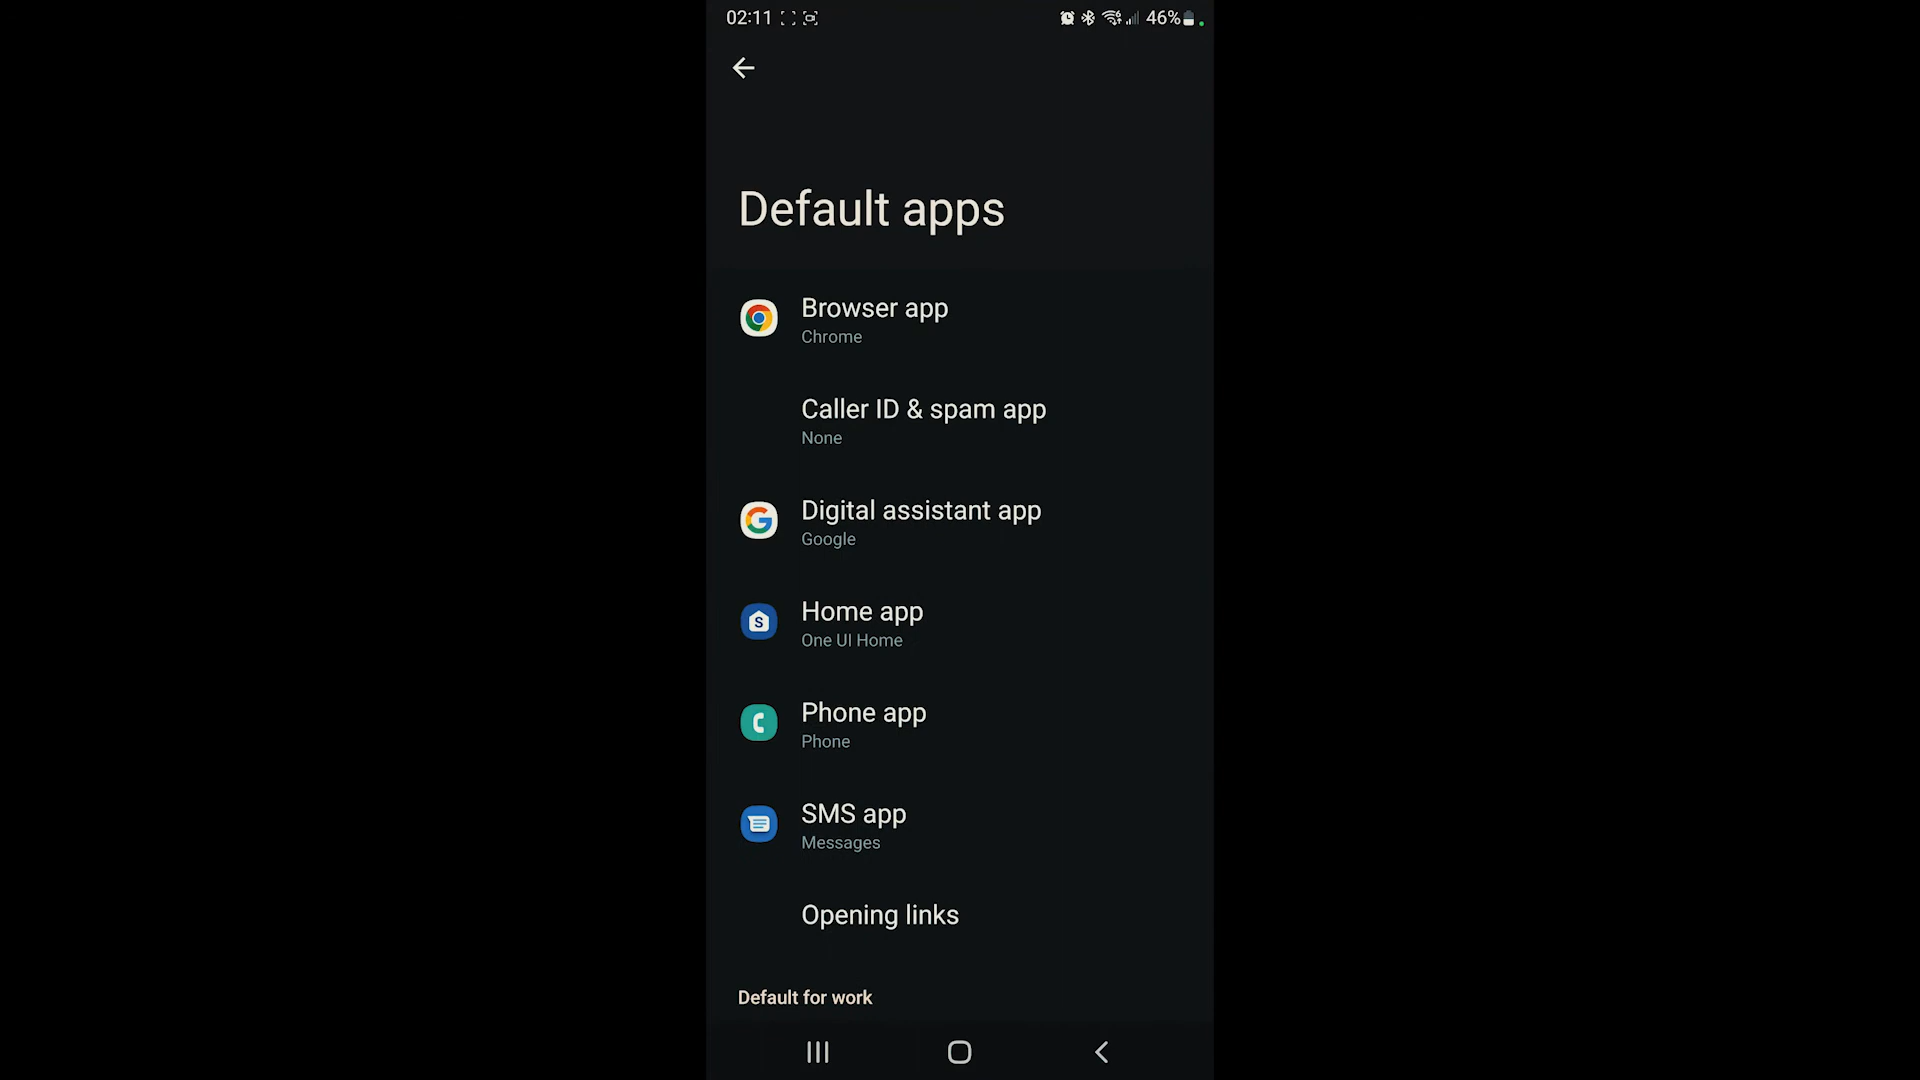 02:11 46%
Default apps
Browser app
Chrome
Caller ID & spam app
None
Digital assistant app
Google
Home app
One UI Home
Phone app
Phone
SMS app
Messages
Opening links
Default for work